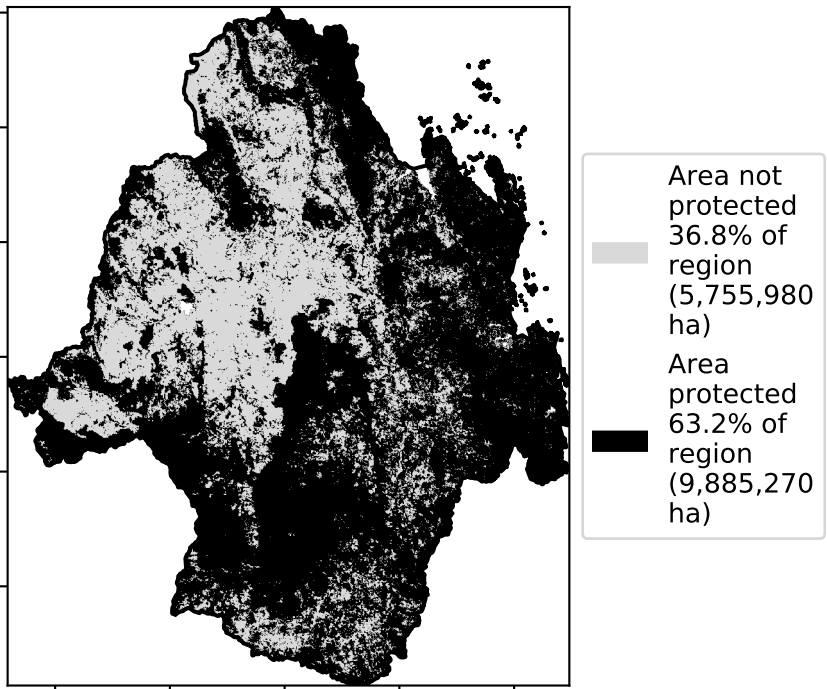 Area not
protected
36.8% of
region
(5,755,980
ha)
Area
protected
63.2% of
region
(9,885,270
ha)